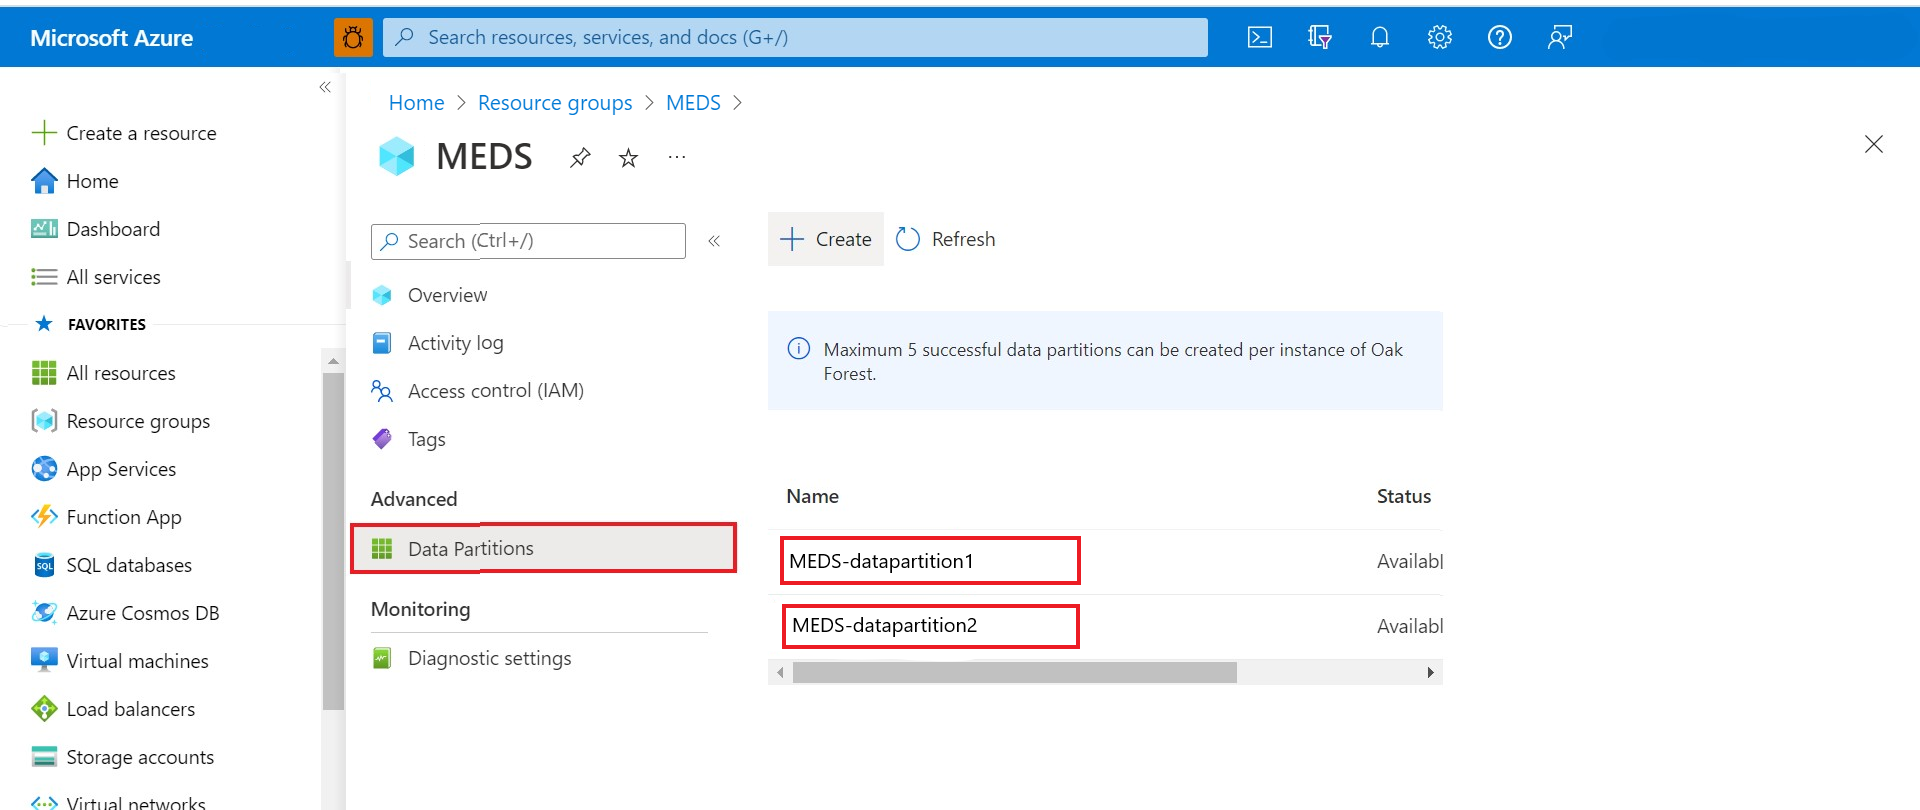 Microsoft Azure
Search resources, services, and docs (G+/)
Create a resource
Home
Dashboard
All services
FAVORITES
All resources
Resource groups
App Services
Function App
SQL databases
Azure Cosmos DB
Virtual machines
Load balancers
Storage accounts
Virtual networks
Home > Resource groups > MEDS >
MEDS
Search (Ctrl+/)
Overview
Activity log
Access control (IAM)
Tags
Advanced
Data Partitions
Monitoring
Diagnostic settings
Create
Refresh
Maximum 5 successful data partitions can be created per instance of Oak
Forest.
Name Status
MEDS-datapartition1 Availabl
MEDS-datapartition2 Availabl